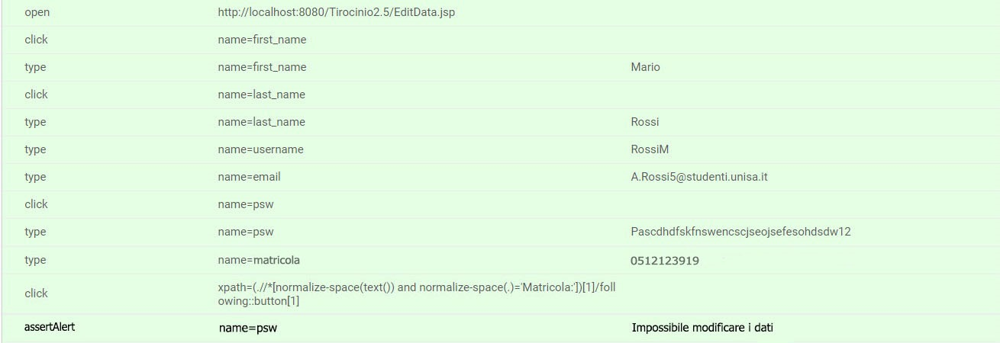 open http://localhost:8080/Tirocinio2.5/EditData.jsp
click name=first_name
type name=first_name Mario
click name=last_name
type name=last_name Rossi
type name=username RossiM
type name=email A.Rossi5@studenti.unisa.it
click name=psw
type name=psw Pascdhdfskfnswencscjseojsefesohdsdw12
type name=matricola 0512123919
click xpath=(.//*[normalize-space(text()) and normalize-space(.)='Matricola:'])[1]/foll
owing::button[1]
assertAlert name=psw Impossibile modificare i dati